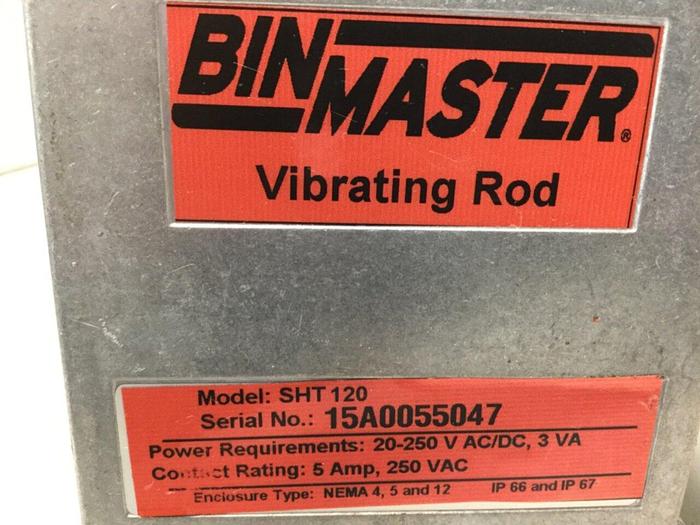 BINMASTER®
Vibrating Rod
Model: SHT 120
Serial No.: 15A0055047
Power Requirements: 20-250 V AC/DC, 3 VA
Contact Rating: 5 Amp, 250 VAC
Enclosure Type: NEMA 4, 5 and 12 IP 66 and IP 67